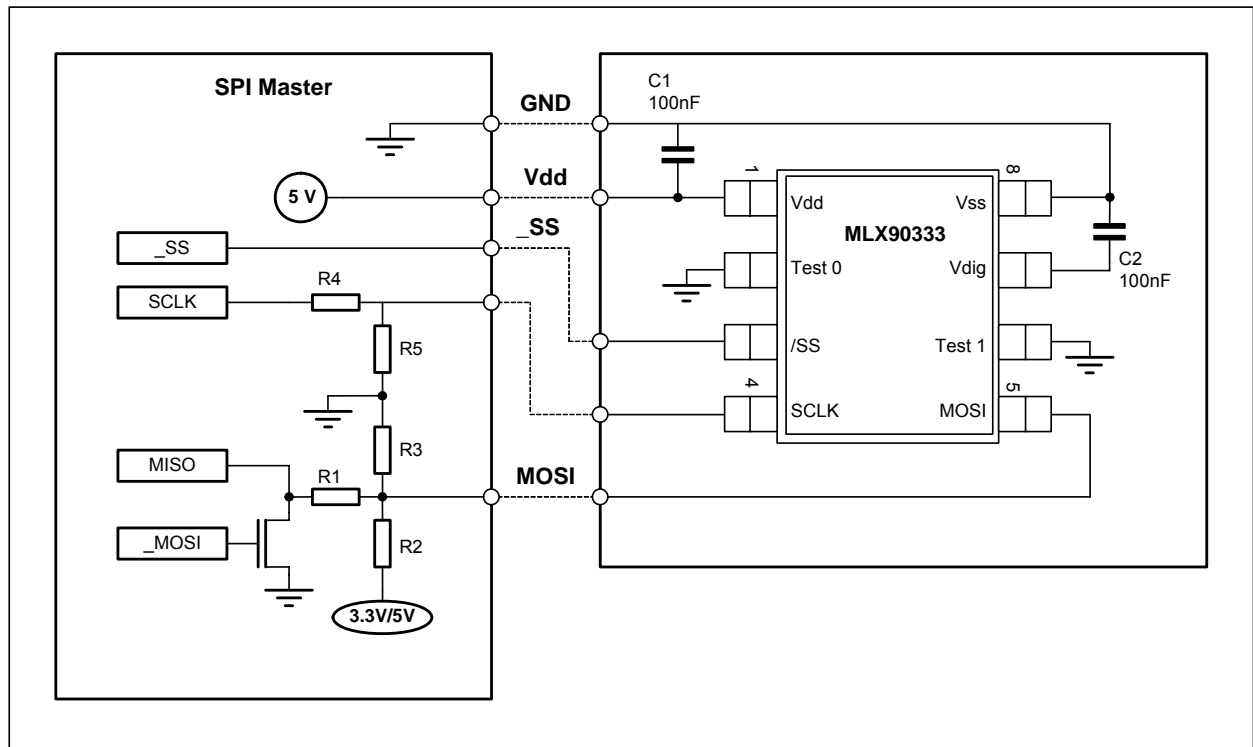 SPI Master
GND
Vdd
_SS
MOSI
5 V
_SS
SCLK
MISO
_MOSI
R4
R5
R3
R1
R2
3.3V/5V
C1
100nF
MLX90333
1
Vdd
Test 0
/SS
4
SCLK
8
Vss
Vdig
Test 1
5
MOSI
C2
100nF